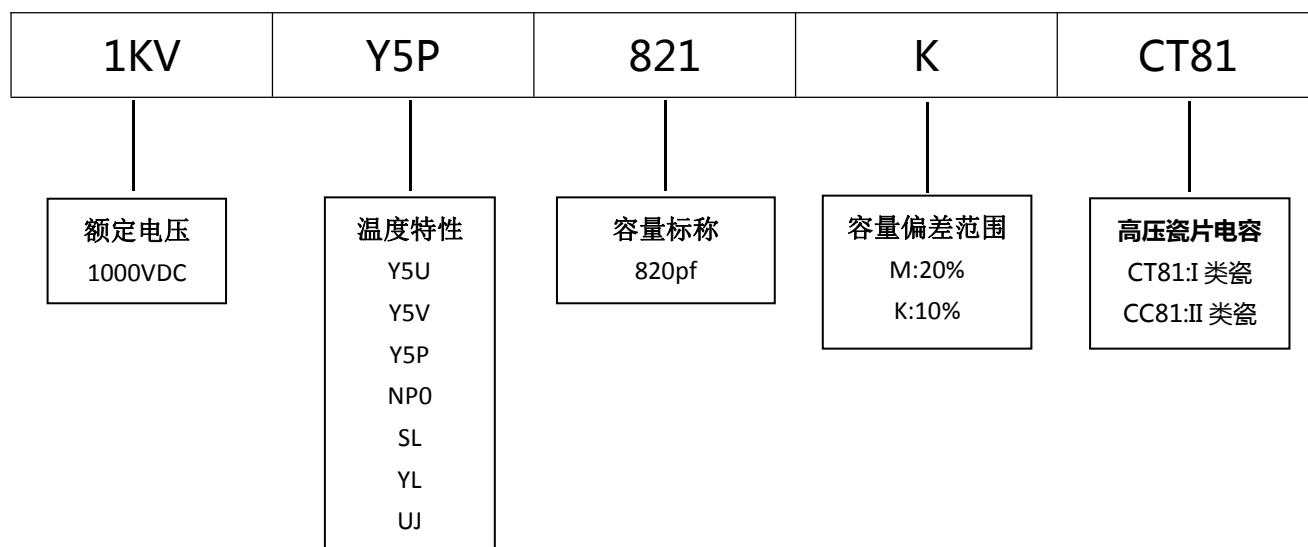 1KV Y5P 821 K CT81
额定电压
1000VDC
温度特性
Y5U
Y5V
Y5P
NP0
SL
YL
UJ
容量标称
820pf
容量偏差范围
M:20%
K:10%
高压瓷片电容
CT81:I 类瓷
CC81:II 类瓷